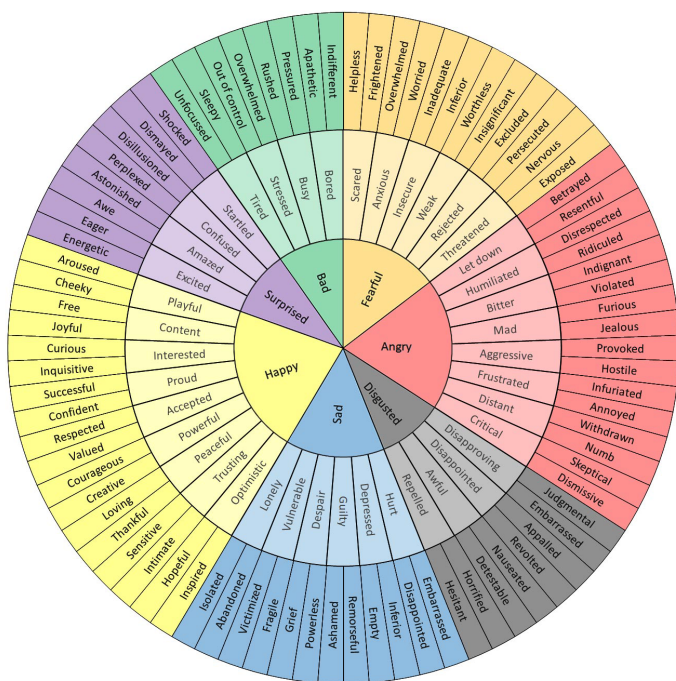 Fearful
Angry
Disgusted
Sad
Happy
Surprised
Bad
Scared
Anxious
Insecure
Weak
Rejected
Threatened
Let down
Humiliated
Bitter
Mad
Aggressive
Frustrated
Distant
Critical
Disapproving
Disappointed
Awful
Repelled
Hurt
Depressed
Guilty
Despair
Vulnerable
Lonely
Optimistic
Trusting
Peaceful
Powerful
Accepted
Proud
Interested
Content
Playful
Excited
Amazed
Confused
Startled
Tired
Stressed
Busy
Bored
Helpless
Frightened
Overwhelmed
Worried
Inadequate
Inferior
Worthless
Insignificant
Excluded
Persecuted
Nervous
Exposed
Betrayed
Resentful
Disrespected
Ridiculed
Indignant
Violated
Furious
Jealous
Provoked
Hostile
Infuriated
Annoyed
Withdrawn
Numb
Skeptical
Dismissive
Judgmental
Embarrassed
Appalled
Revolted
Nauseated
Detestable
Horrified
Hesitant
Embarrassed
Disappointed
Inferior
Empty
Remorseful
Ashamed
Powerless
Grief
Fragile
Victimized
Abandoned
Isolated
Inspired
Hopeful
Intimate
Sensitive
Thankful
Loving
Creative
Courageous
Valued
Respected
Confident
Successful
Inquisitive
Curious
Joyful
Free
Cheeky
Aroused
Energetic
Eager
Awe
Astonished
Perplexed
Disillusioned
Dismayed
Shocked
Unfocussed
Sleepy
Out of control
Overwhelmed
Rushed
Pressured
Apathetic
Indifferent